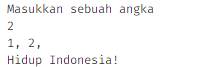 Masukkan sebuah angka
2
1, 2,
Hidup Indonesia!